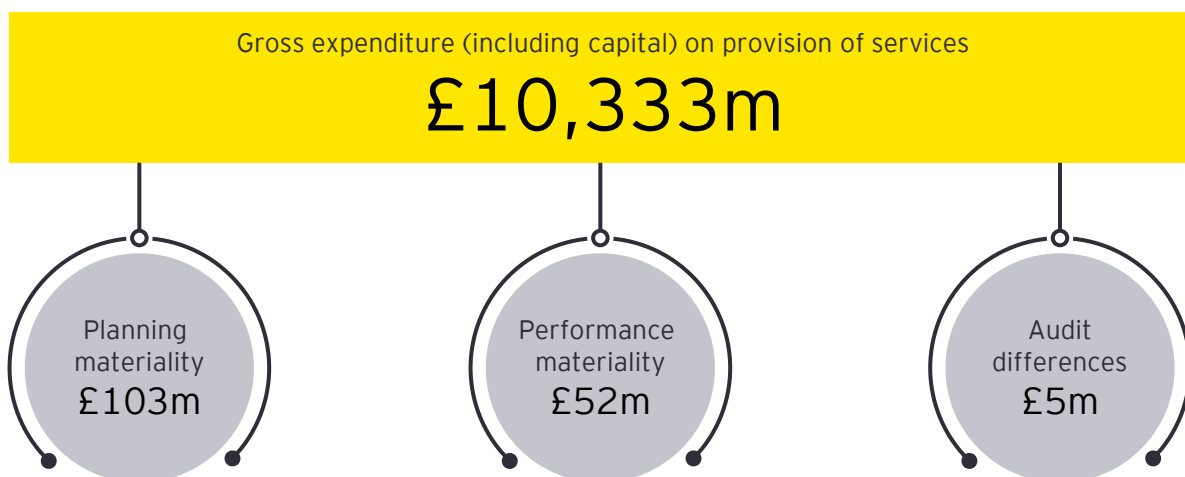 Gross expenditure (including capital) on provision of services
£10,333m
Planning
materiality
£103m
Performance
materiality
£52m
Audit
differences
£5m